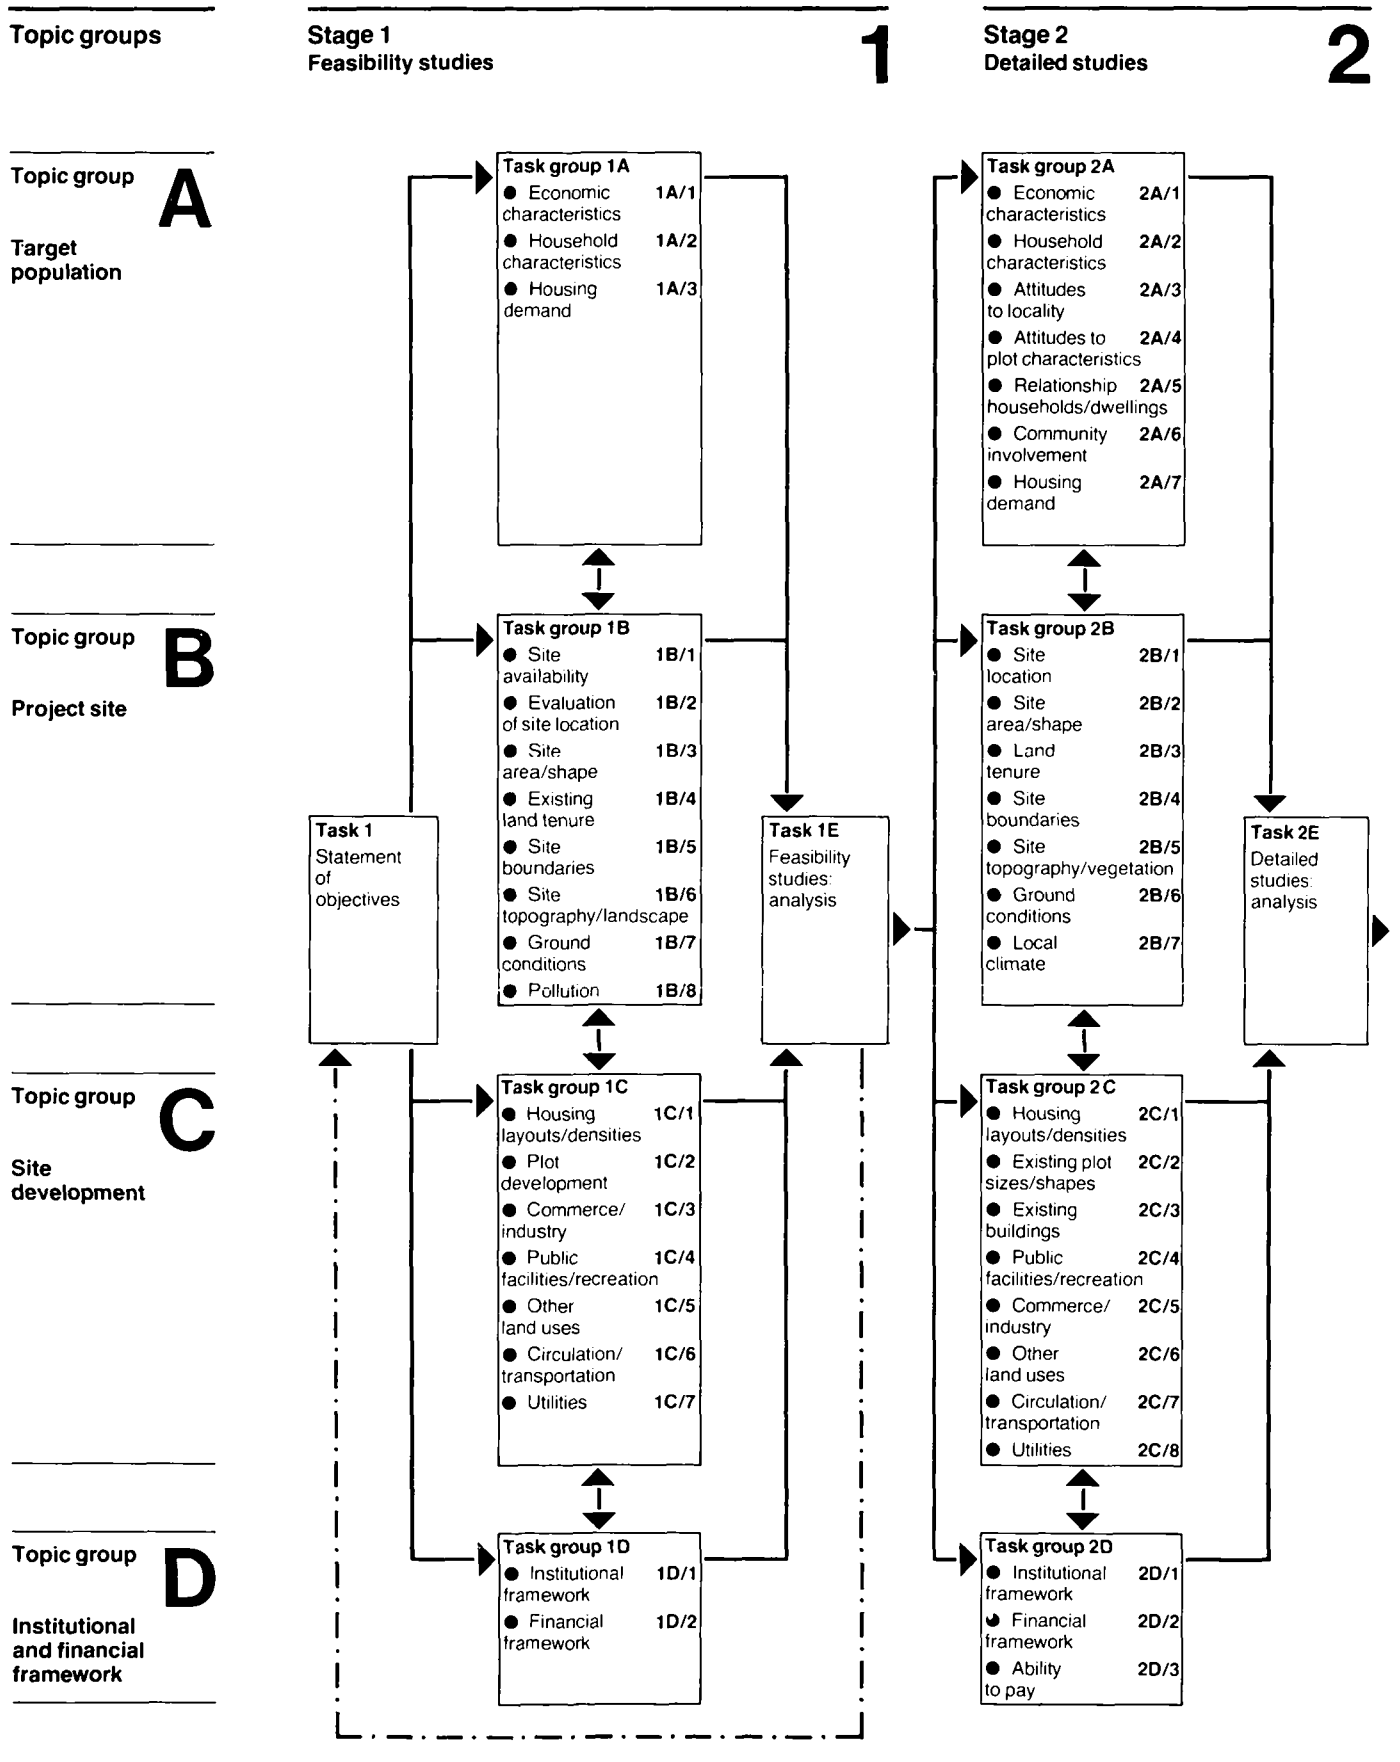 Topic groups
Stage 1
Feasibility studies
1
Stage 2
Detailed studies
2
Topic group
A
Target
population
Task group 1A
● Economic 1A/1
characteristics
● Household 1A/2
characteristics
● Housing 1A/3
demand
Task group 2A
● Economic 2A/1
characteristics
● Household 2A/2
characteristics
● Attitudes 2A/3
to locality
● Attitudes to 2A/4
plot characteristics
● Relationship 2A/5
households/dwellings
● Community 2A/6
involvement
● Housing 2A/7
demand
Topic group
B
Project site
Task 1
Statement
of
objectives
Task group 1B
● Site 1B/1
availability
● Evaluation 1B/2
of site location
● Site 1B/3
area/shape
● Existing 1B/4
land tenure
● Site 1B/5
boundaries
● Site 1B/6
topography/landscape
● Ground 1B/7
conditions
● Pollution 1B/8
Task 1E
Feasibility
studies:
analysis
Task group 2B
● Site 2B/1
location
● Site 2B/2
area/shape
● Land 2B/3
tenure
● Site 2B/4
boundaries
● Site 2B/5
topography/vegetation
● Ground 2B/6
conditions
● Local 2B/7
climate
Task 2E
Detailed
studies:
analysis
Topic group
C
Site
development
Task group 1C
● Housing 1C/1
layouts/densities
● Plot 1C/2
development
● Commerce/ 1C/3
industry
● Public 1C/4
facilities/recreation
● Other 1C/5
land uses
● Circulation/ 1C/6
transportation
● Utilities 1C/7
Task group 2C
● Housing 2C/1
layouts/densities
● Existing plot 2C/2
sizes/shapes
● Existing 2C/3
buildings
● Public 2C/4
facilities/recreation
● Commerce/ 2C/5
industry
● Other 2C/6
land uses
● Circulation/ 2C/7
transportation
● Utilities 2C/8
Topic group
D
Institutional
and financial
framework
Task group 1D
● Institutional 1D/1
framework
● Financial 1D/2
framework
Task group 2D
● Institutional 2D/1
framework
● Financial 2D/2
framework
● Ability 2D/3
to pay